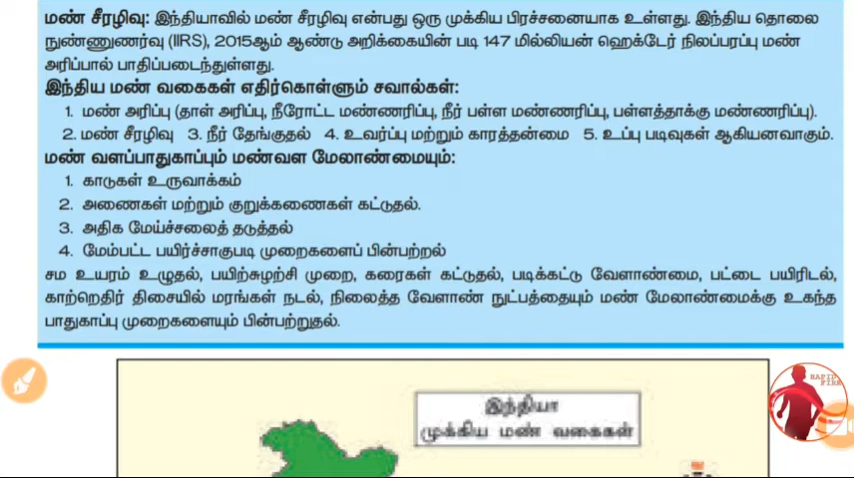 மண் சீரழிவு: இந்தியாவில் மண் சீரழிவு என்பது ஒரு முக்கிய பிரச்சனையாக உள்ளது. இந்திய தொலை
நுண்ணுணர்வு (IIRS), 2015ஆம் ஆண்டு அறிக்கையின் படி 147 மில்லியன் ஹெக்டேர் நிலப்பரப்பு மண்
அரிப்பால் பாதிப்படைந்துள்ளது.
இந்திய மண் வகைகள் எதிர்கொள்ளும் சவால்கள்:
1. மண் அரிப்பு (தாள் அரிப்பு, நீரோட்ட மண்ணரிப்பு, நீர் பள்ள மண்ணரிப்பு, பள்ளத்தாக்கு மண்ணரிப்பு).
2. மண் சீரழிவு 3. நீர் தேங்குதல் 4. உவர்ப்பு மற்றும் காரத்தன்மை 5. உப்பு படிவுகள் ஆகியனவாகும்.
மண் வளப்பாதுகாப்பும் மண்வள மேலாண்மையும்:
1. காடுகள் உருவாக்கம்
2. அணைகள் மற்றும் குறுக்கணைகள் கட்டுதல்.
3. அதிக மேய்ச்சலைத் தடுத்தல்
4. மேம்பட்ட பயிர்ச்சாகுபடி முறைகளைப் பின்பற்றல்
சம உயரம் உழுதல், பயிற்சுழற்சி முறை, கரைகள் கட்டுதல், படிக்கட்டு வேளாண்மை, பட்டை பயிரிடல்,
காற்றெதிர் திசையில் மரங்கள் நடல், நிலைத்த வேளாண் நுட்பத்தையும் மண் மேலாண்மைக்கு உகந்த
பாதுகாப்பு முறைகளையும் பின்பற்றுதல்.
இந்தியா
முக்கிய மண் வகைகள்
RAPID
FIRE